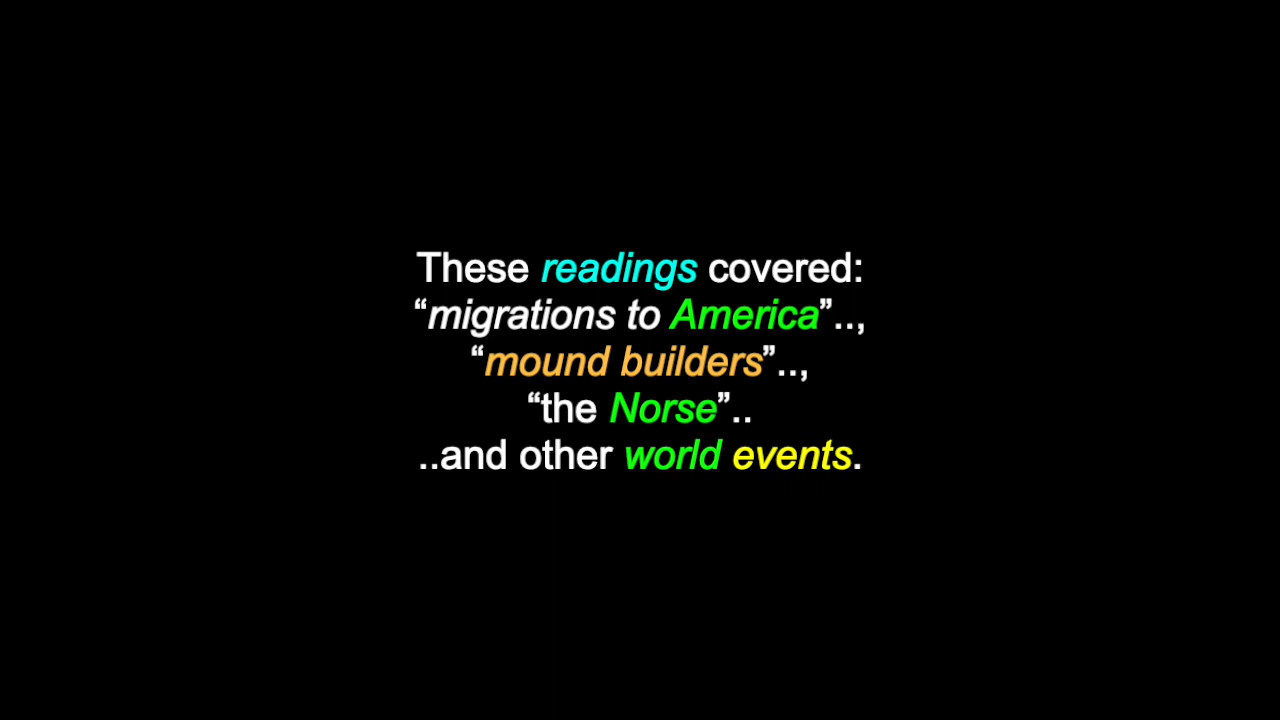 These readings covered:
“migrations to America”..,
“mound builders”..,
“the Norse”..
..and other world events.